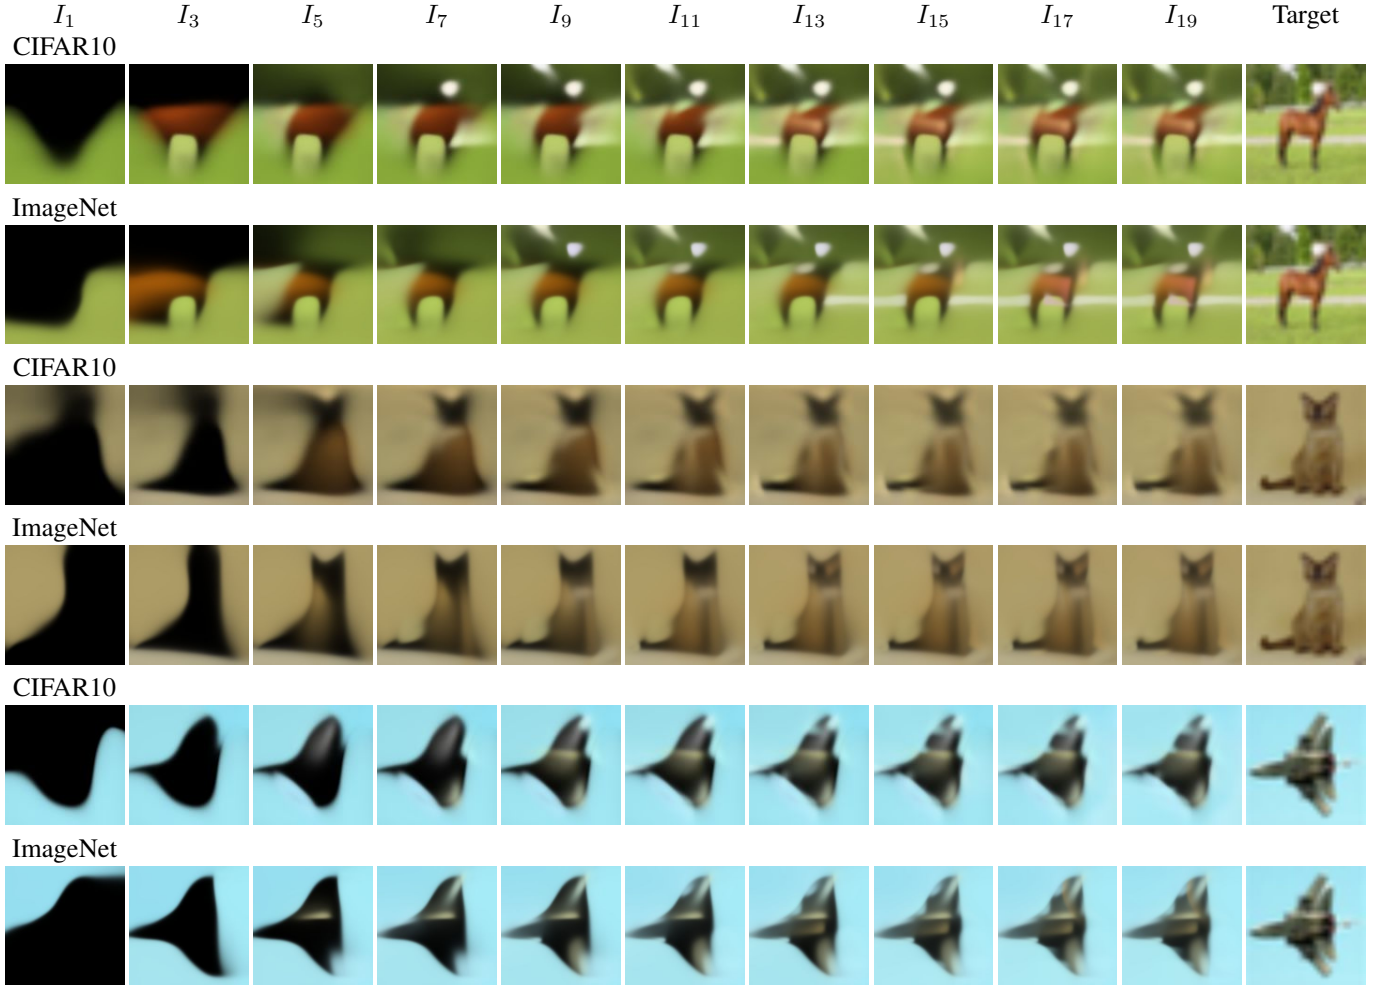 I₁ I₃ I₅ I₇ I₉ I₁₁ I₁₃ I₁₅ I₁₇ I₁₉ Target
CIFAR10
ImageNet
CIFAR10
ImageNet
CIFAR10
ImageNet